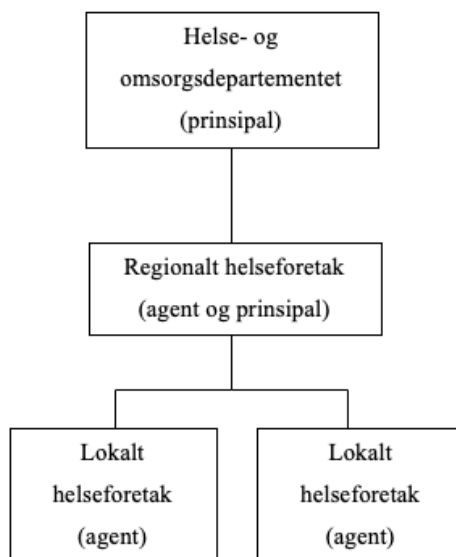 Helse- og
omsorgsdepartementet
(prinsipal)
Regionalt helseforetak
(agent og prinsipal)
Lokalt
helseforetak
(agent)
Lokalt
helseforetak
(agent)